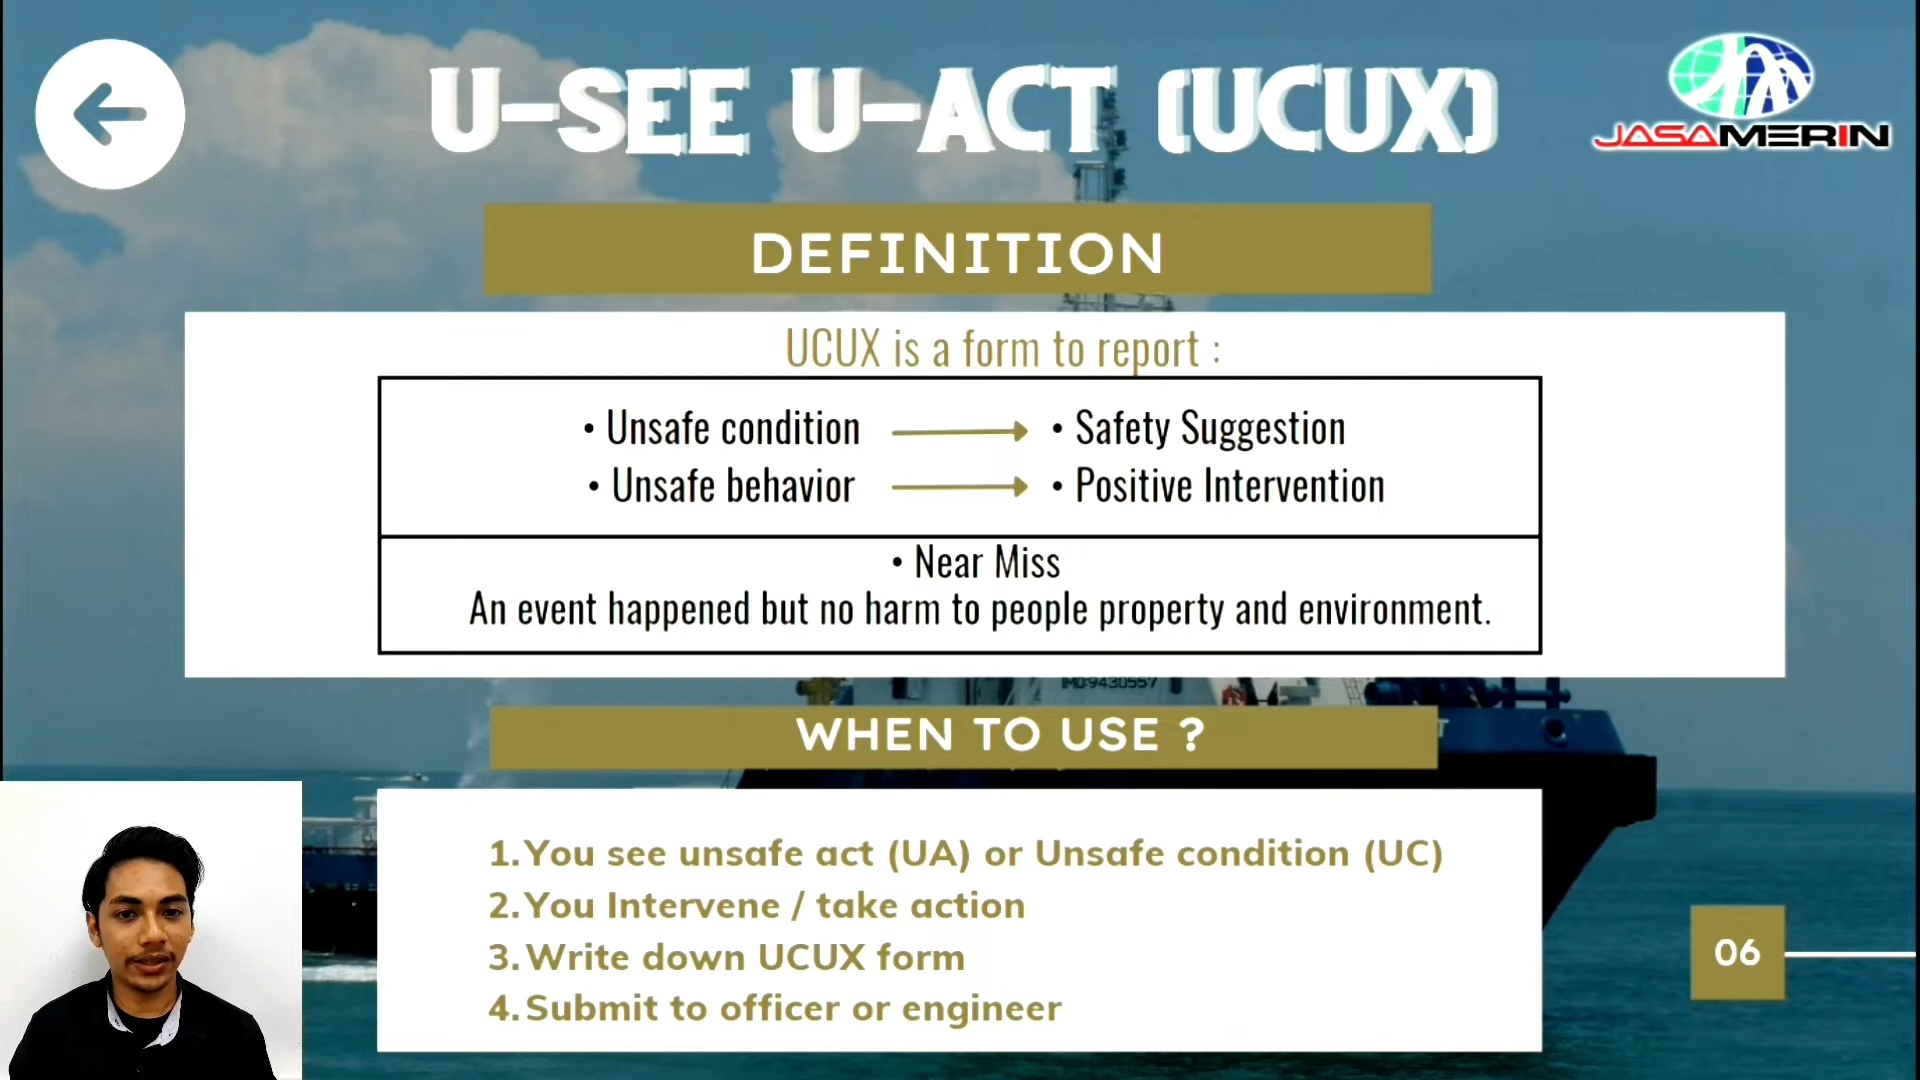 U-SEE U-ACT (UCUX)
JASAMERIN
DEFINITION
UCUX is a form to report :
• Unsafe condition • Safety Suggestion
• Unsafe behavior • Positive Intervention
• Near Miss
An event happened but no harm to people property and environment.
IMO9430557
WHEN TO USE ?
T
1.You see unsafe act (UA) or Unsafe condition (UC)
2.You Intervene / take action
3.Write down UCUX form
4.Submit to officer or engineer
06